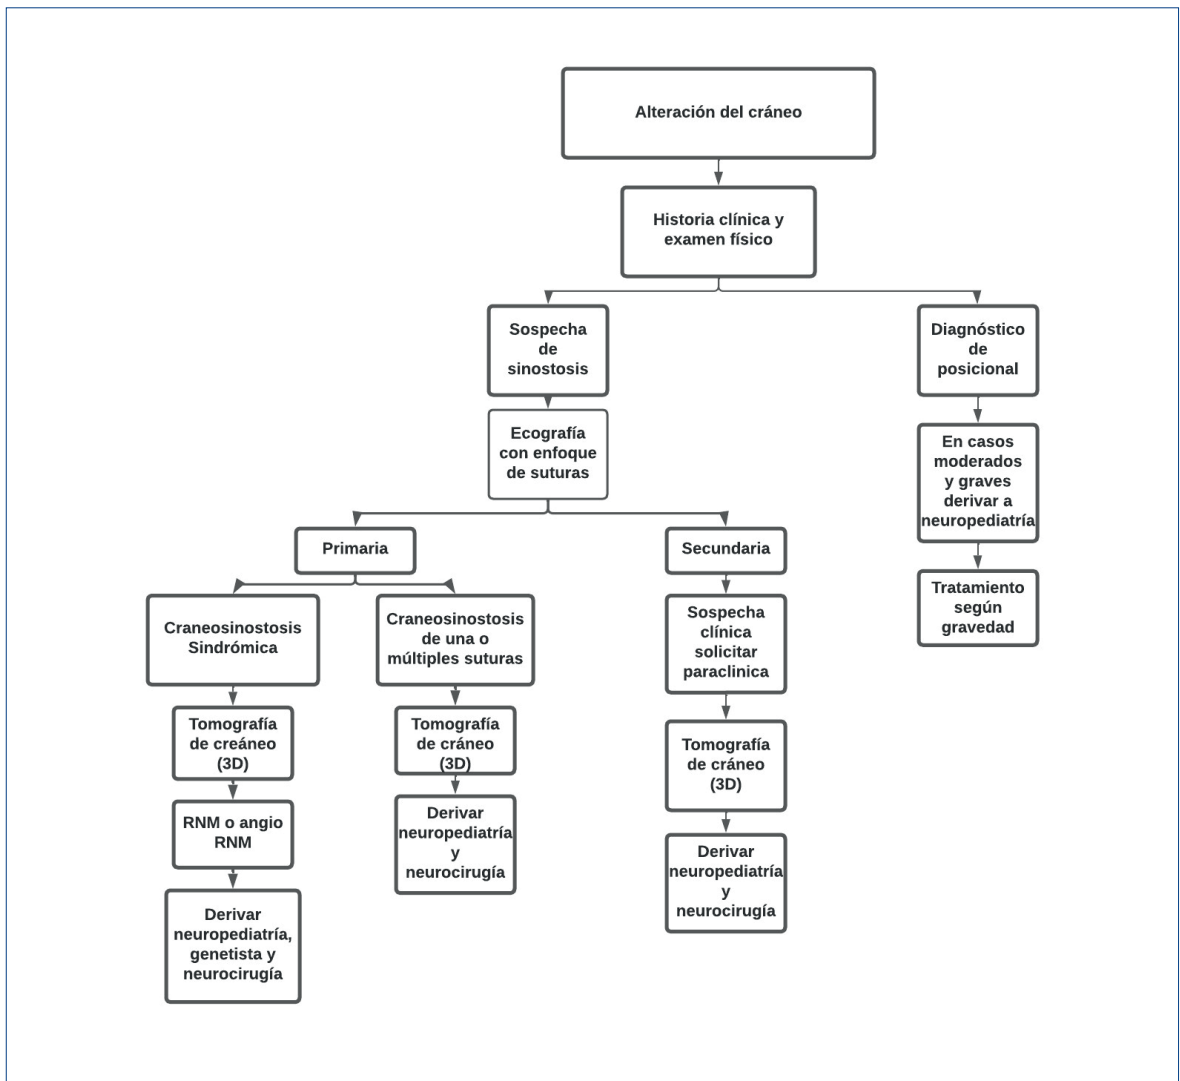 Alteración del cráneo
Historia clínica y
examen físico
Sospecha
de
sinostosis
Diagnóstico
de
posicional
Ecografía
con enfoque
de suturas
En casos
moderados
y graves
derivar a
neuropediatría
Primaria
Secundaria
Tratamiento
según
gravedad
Craneosinostosis
Sindrómica
Craneosinostosis
de una o
múltiples suturas
Sospecha
clínica
solicitar
paraclinica
Tomografía
de creáneo
(3D)
Tomografía
de cráneo
(3D)
Tomografía
de cráneo
(3D)
RNM o angio
RNM
Derivar
neuropediatría
y
neurocirugía
Derivar
neuropediatría
y
neurocirugía
Derivar
neuropediatría,
genetista y
neurocirugía